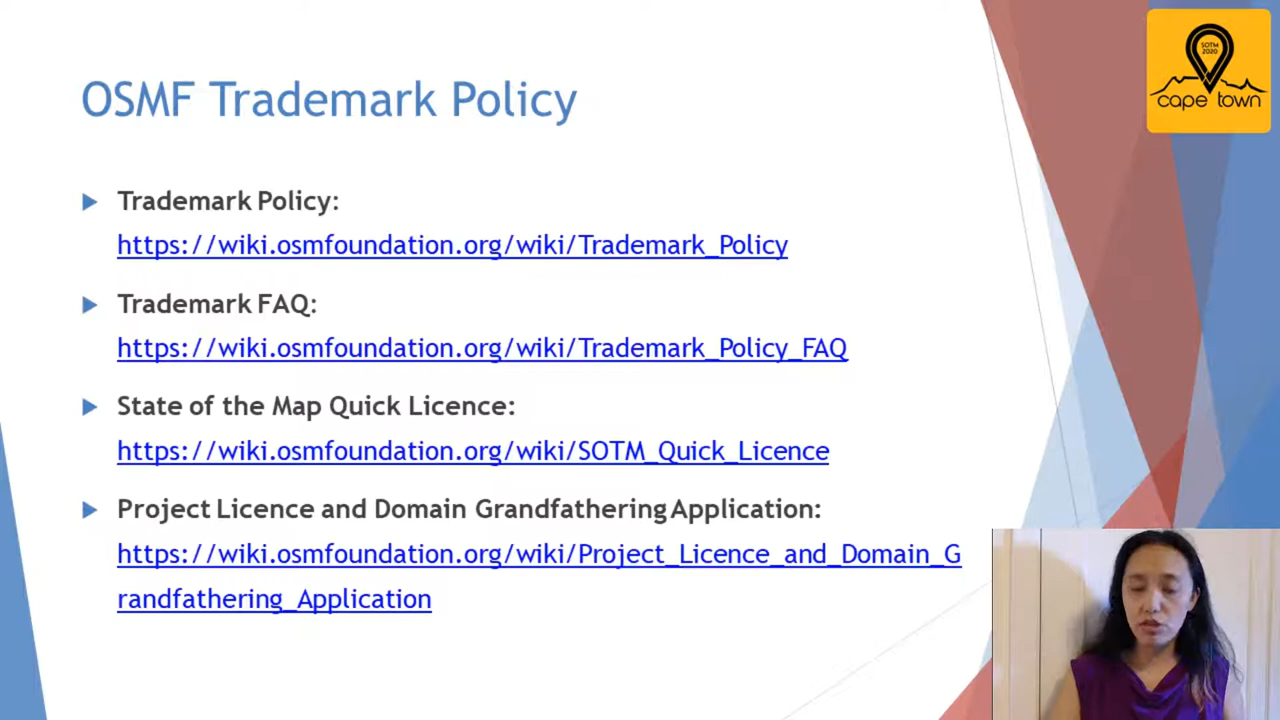 OSMF Trademark Policy
SOTM
2020
cape town
Trademark Policy:
https://wiki.osmfoundation.org/wiki/Trademark_Policy
Trademark FAQ:
https://wiki.osmfoundation.org/wiki/Trademark_Policy_FAQ
State of the Map Quick Licence:
https://wiki.osmfoundation.org/wiki/SOTM_Quick_Licence
Project Licence and Domain Grandfathering Application:
https://wiki.osmfoundation.org/wiki/Project_Licence_and_Domain_G
randfathering_Application